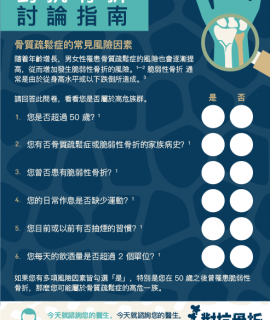 討論指南
骨質疏鬆症的常見風險因素
隨着年齡增長，男女性罹患骨質疏鬆症的風險也會逐漸提
高，從而增加發生脆弱性骨折的風險。¹⁻² 脆弱性骨折 通
常是由於從身高水平或以下跌倒所造成。³
請回答此問卷，看看您是否屬於高危族群。
是 否
1. 您是否超過 50 歲？¹
2. 您有否骨質疏鬆症或脆弱性骨折的家族病史？¹
3. 您曾否患有脆弱性骨折？¹
4. 您的日常作息是否缺少運動？¹
5. 您目前或以前有否抽煙的習慣？¹
6. 您每天的飲酒量是否超過 2 個單位？¹
如果您有多項風險因素皆勾選「是」，特別是您在 50 歲之後曾罹患脆弱性
骨折，那麼您可能屬於骨質疏鬆症的高危一族。
今天就諮詢您的醫生，今天就諮詢您的醫生，
對抗骨折